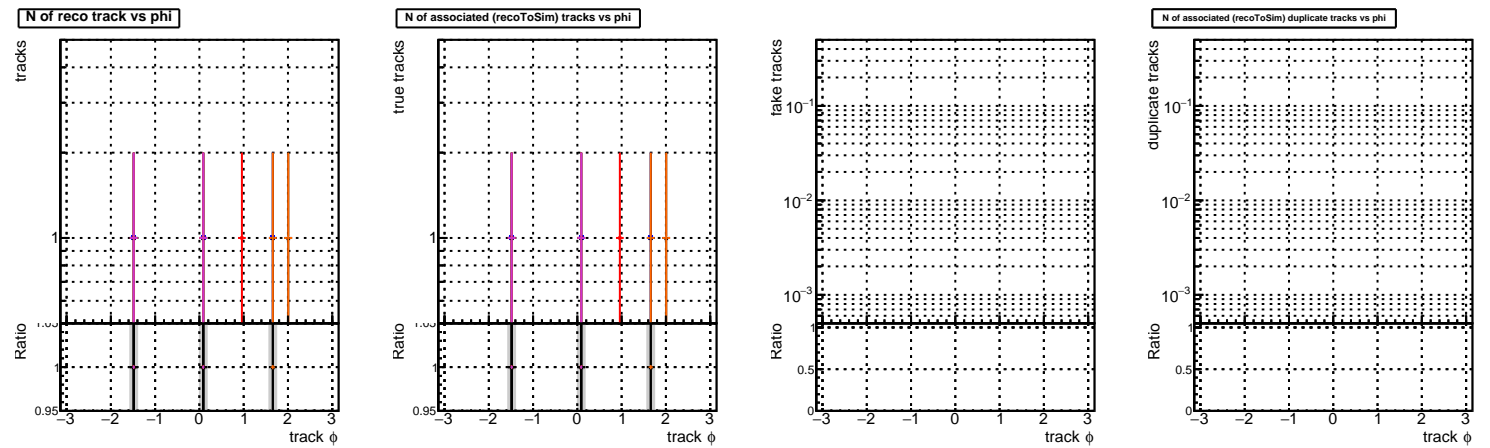 N of reco track vs phi
tracks
1
Ratio
1
0.95
−3 −2 −1 0 1 2 3
track ϕ
N of associated (recoToSim) tracks vs phi
true tracks
1
Ratio
1
0.95
−3 −2 −1 0 1 2 3
track ϕ
fake tracks
10−1
10−2
10−3
Ratio
1
0.5
0
−3 −2 −1 0 1 2 3
track ϕ
N of associated (recoToSim) duplicate tracks vs phi
duplicate tracks
10−1
10−2
10−3
Ratio
1
0.5
0
−3 −2 −1 0 1 2 3
track ϕ